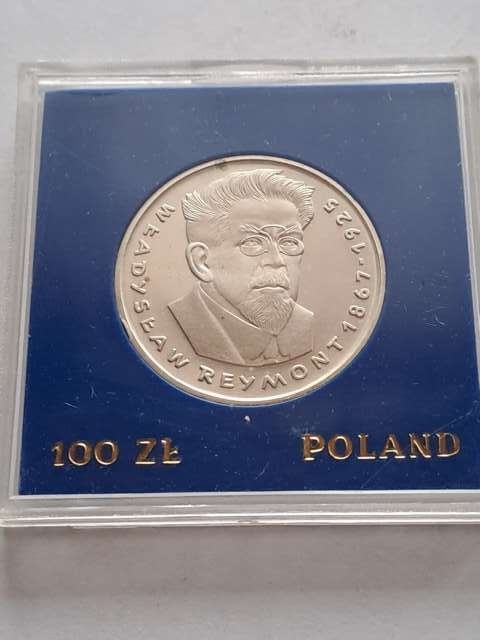 WŁADYSŁAW REYMONT 1867-1925
100 ZŁ
POLAND